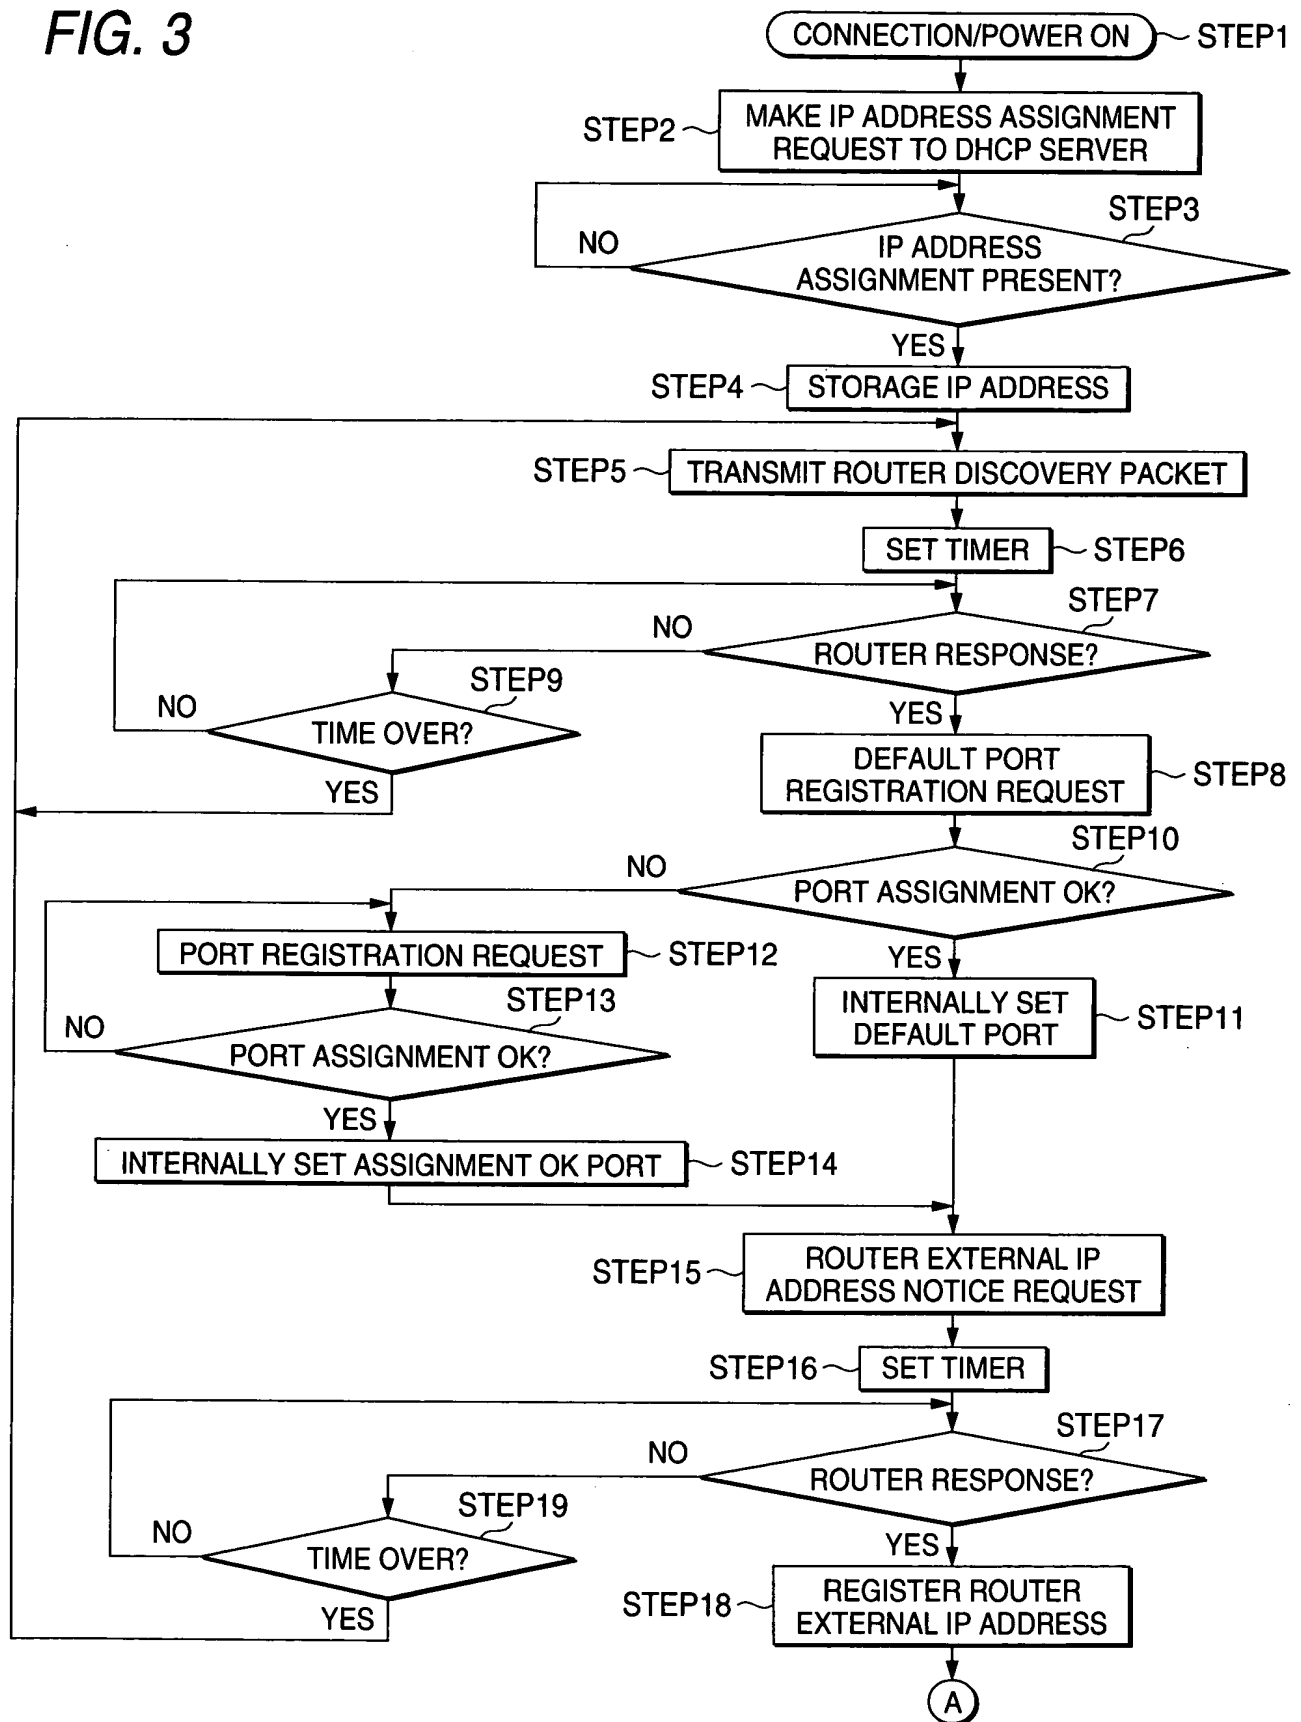 FIG. 3
CONNECTION/POWER ON
STEP1
STEP2
MAKE IP ADDRESS ASSIGNMENT
REQUEST TO DHCP SERVER
STEP3
NO
IP ADDRESS
ASSIGNMENT PRESENT?
YES
STEP4
STORAGE IP ADDRESS
STEP5
TRANSMIT ROUTER DISCOVERY PACKET
SET TIMER
STEP6
STEP7
NO
ROUTER RESPONSE?
STEP9
NO
TIME OVER?
YES
YES
DEFAULT PORT
REGISTRATION REQUEST
STEP8
STEP10
NO
PORT ASSIGNMENT OK?
PORT REGISTRATION REQUEST
STEP12
YES
STEP13
NO
PORT ASSIGNMENT OK?
INTERNALLY SET
DEFAULT PORT
STEP11
YES
INTERNALLY SET ASSIGNMENT OK PORT
STEP14
STEP15
ROUTER EXTERNAL IP
ADDRESS NOTICE REQUEST
STEP16
SET TIMER
STEP17
NO
ROUTER RESPONSE?
STEP19
NO
TIME OVER?
YES
YES
STEP18
REGISTER ROUTER
EXTERNAL IP ADDRESS
A